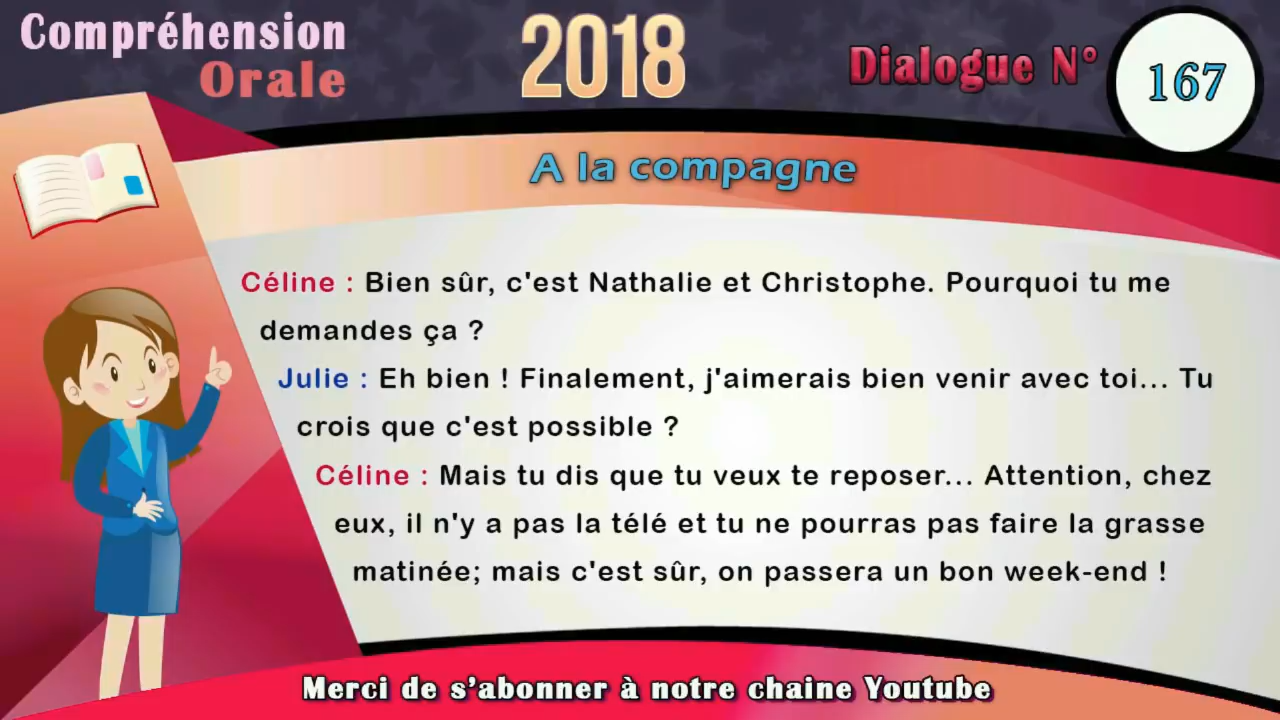 Compréhension
Orale
2018
Dialogue N°
167
A la compagne
Céline : Bien sûr, c'est Nathalie et Christophe. Pourquoi tu me
demandes ça ?
Julie : Eh bien ! Finalement, j'aimerais bien venir avec toi... Tu
crois que c'est possible ?
Céline : Mais tu dis que tu veux te reposer... Attention, chez
eux, il n'y a pas la télé et tu ne pourras pas faire la grasse
matinée; mais c'est sûr, on passera un bon week-end !
Merci de s’abonner à notre chaine Youtube